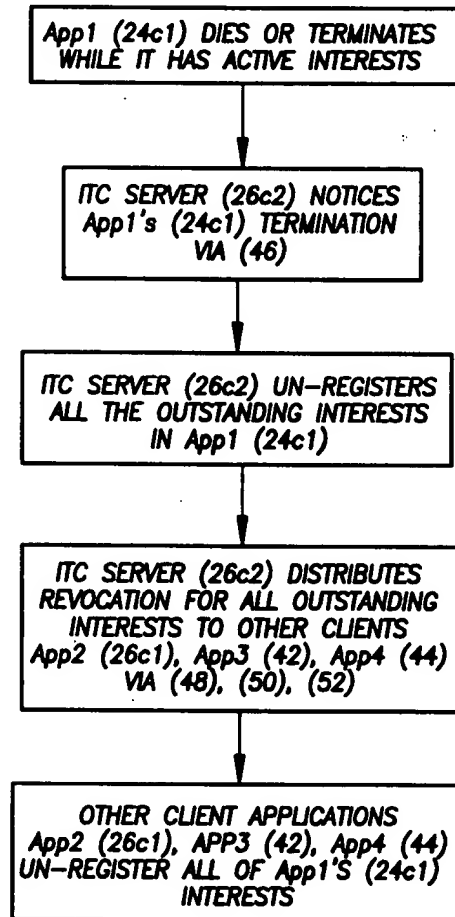 App1 (24c1) DIES OR TERMINATES
WHILE IT HAS ACTIVE INTERESTS
ITC SERVER (26c2) NOTICES
App1's (24c1) TERMINATION
VIA (46)
ITC SERVER (26c2) UN-REGISTERS
ALL THE OUTSTANDING INTERESTS
IN App1 (24c1)
ITC SERVER (26c2) DISTRIBUTES
REVOCATION FOR ALL OUTSTANDING
INTERESTS TO OTHER CLIENTS
App2 (26c1), App3 (42), App4 (44)
VIA (48), (50), (52)
OTHER CLIENT APPLICATIONS
App2 (26c1), APP3 (42), App4 (44)
UN-REGISTER ALL OF App1'S (24c1)
INTERESTS